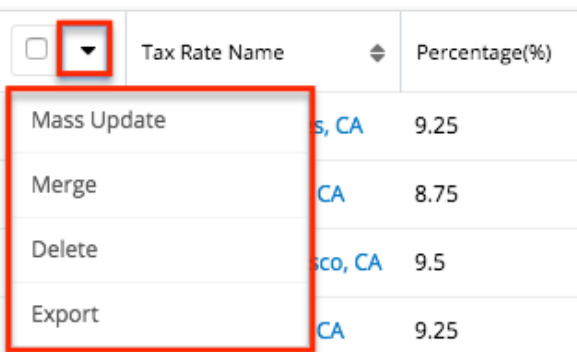 Tax Rate Name Percentage(%)
Mass Update s, CA 9.25
Merge CA 8.75
Delete sco, CA 9.5
Export CA 9.25